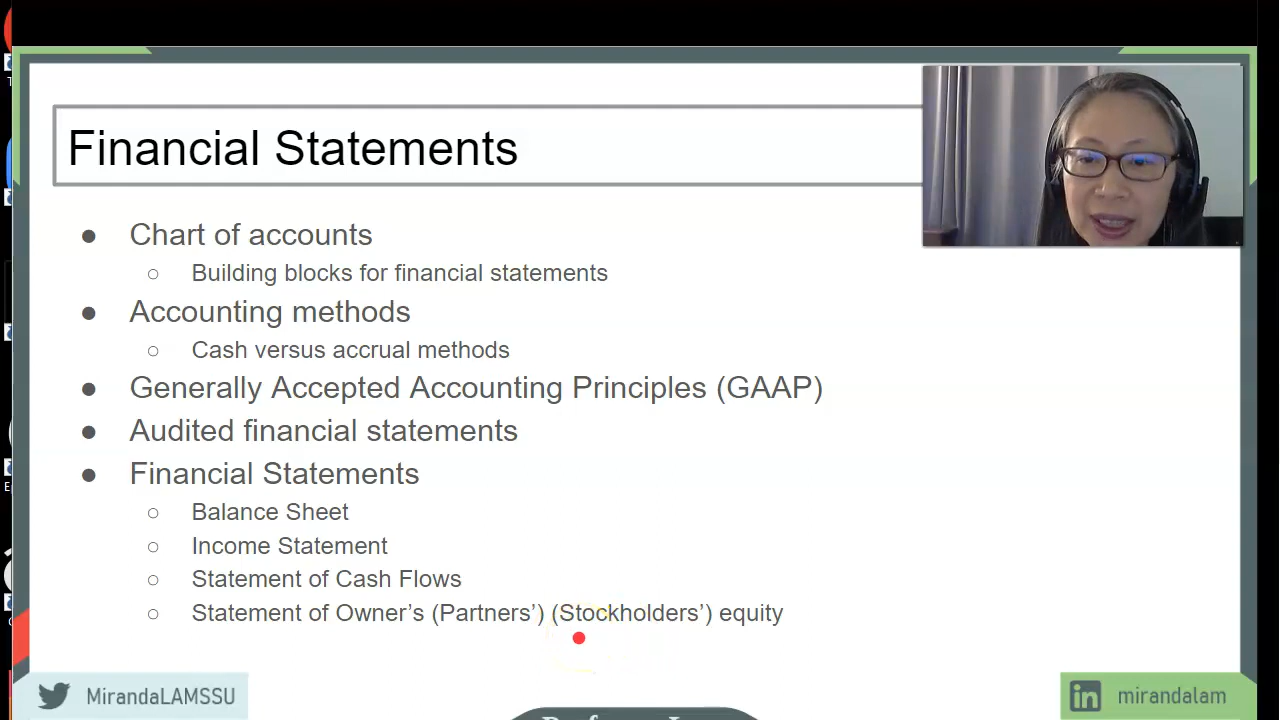 Financial Statements
● Chart of accounts
○ Building blocks for financial statements
● Accounting methods
○ Cash versus accrual methods
● Generally Accepted Accounting Principles (GAAP)
● Audited financial statements
● Financial Statements
○ Balance Sheet
○ Income Statement
○ Statement of Cash Flows
○ Statement of Owner’s (Partners’) (Stockholders’) equity
MirandaLAMSSU
in mirandalam